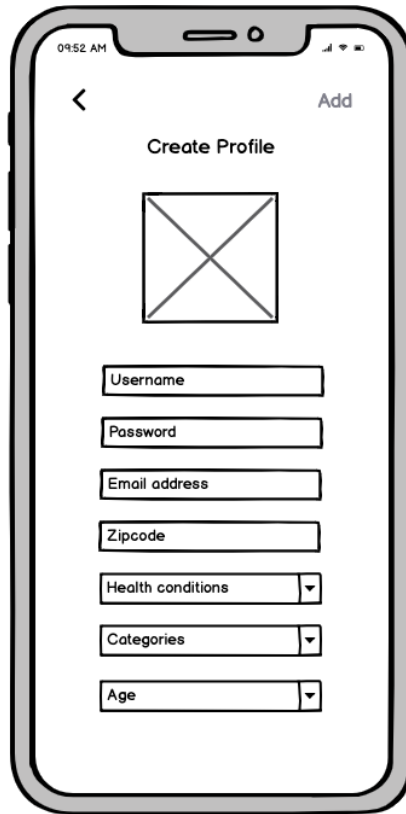 09:52 AM
Add
Create Profile
Username
Password
Email address
Zipcode
Health conditions
Categories
Age